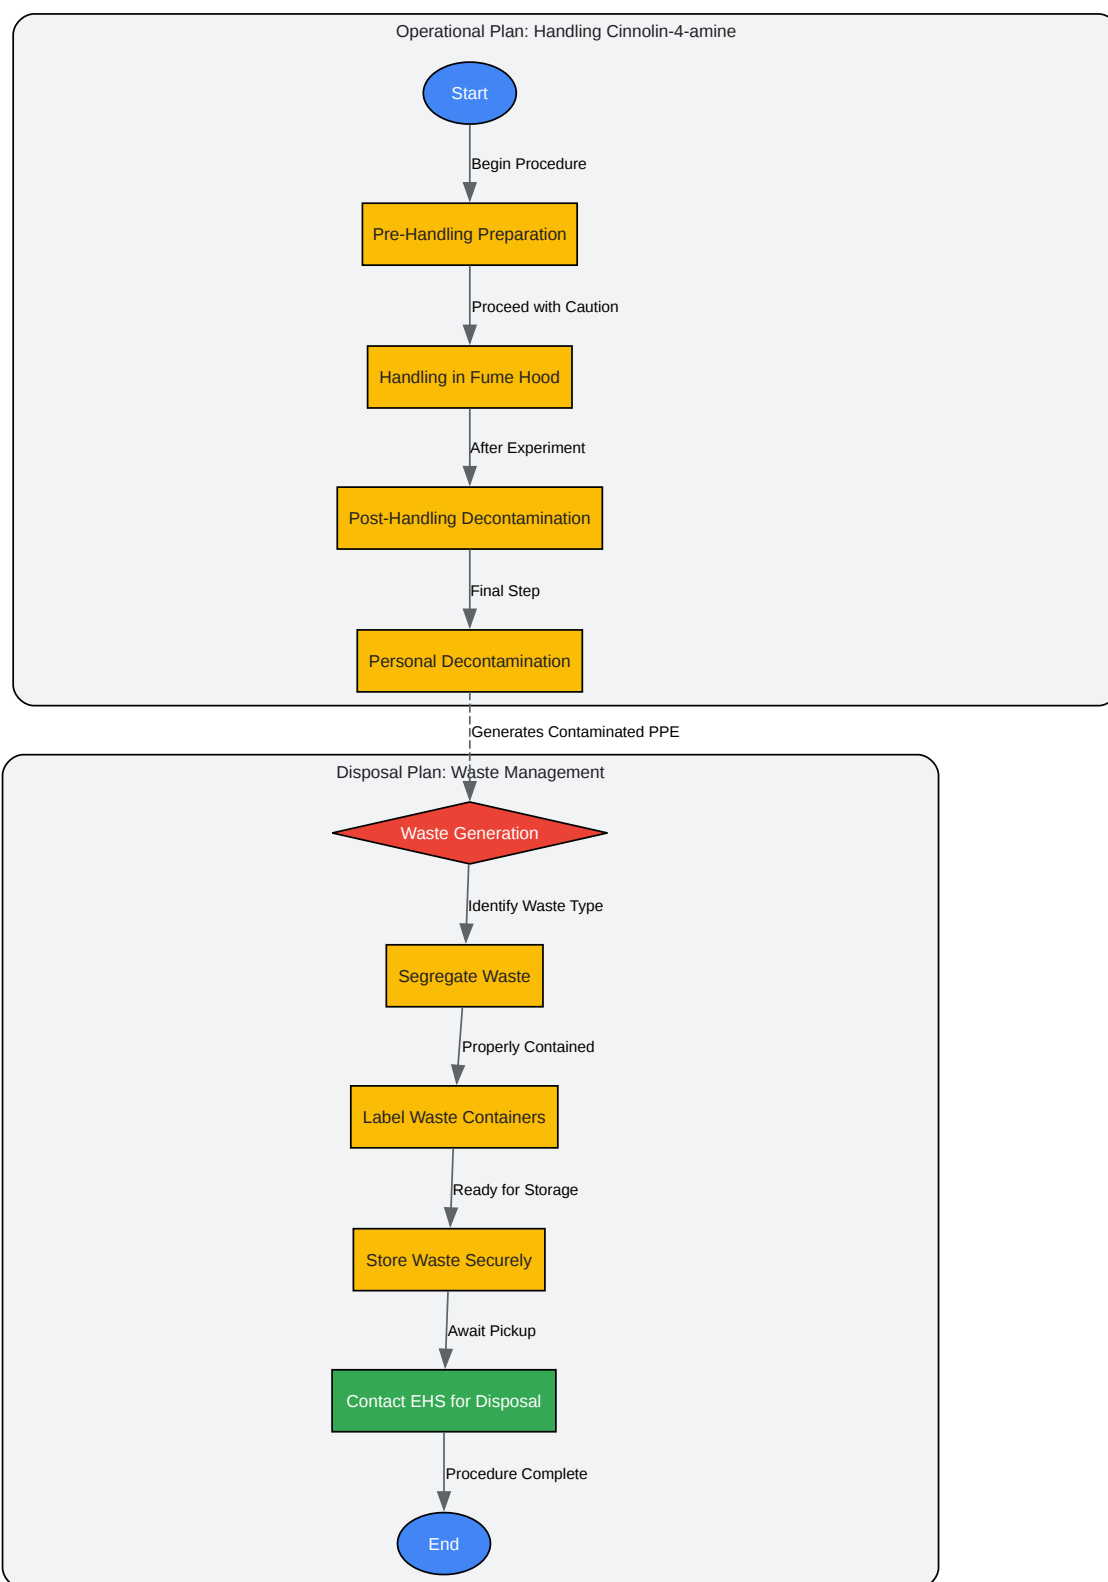 Operational Plan: Handling Cinnolin-4-amine
Start
Begin Procedure
Pre-Handling Preparation
Proceed with Caution
Handling in Fume Hood
After Experiment
Post-Handling Decontamination
Final Step
Personal Decontamination
Generates Contaminated PPE
Disposal Plan: Waste Management
Waste Generation
Identify Waste Type
Segregate Waste
Properly Contained
Label Waste Containers
Ready for Storage
Store Waste Securely
Await Pickup
Contact EHS for Disposal
Procedure Complete
End